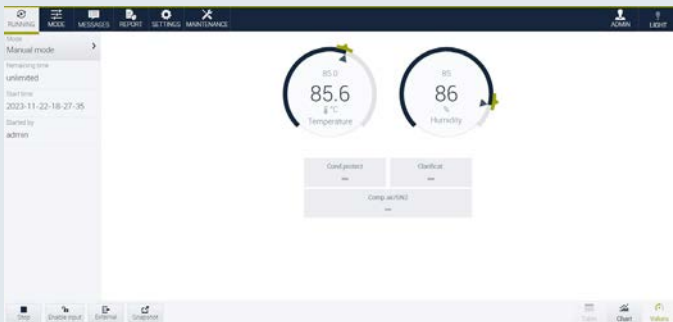 RUNNING MODE MESSAGES REPORT SETTINGS MAINTENANCE ADMIN LIGHT
Mode
Manual mode
Remaining time
unlimited
Start time
2023-11-22-18-27-35
Started by
admin
85.0
85.6
°C
Temperature
85
86
%
Humidity
Cond.protect
---
Clarificat
---
Comp.air/GN2
---
Stop Enable input External Snapshot Table Chart Values